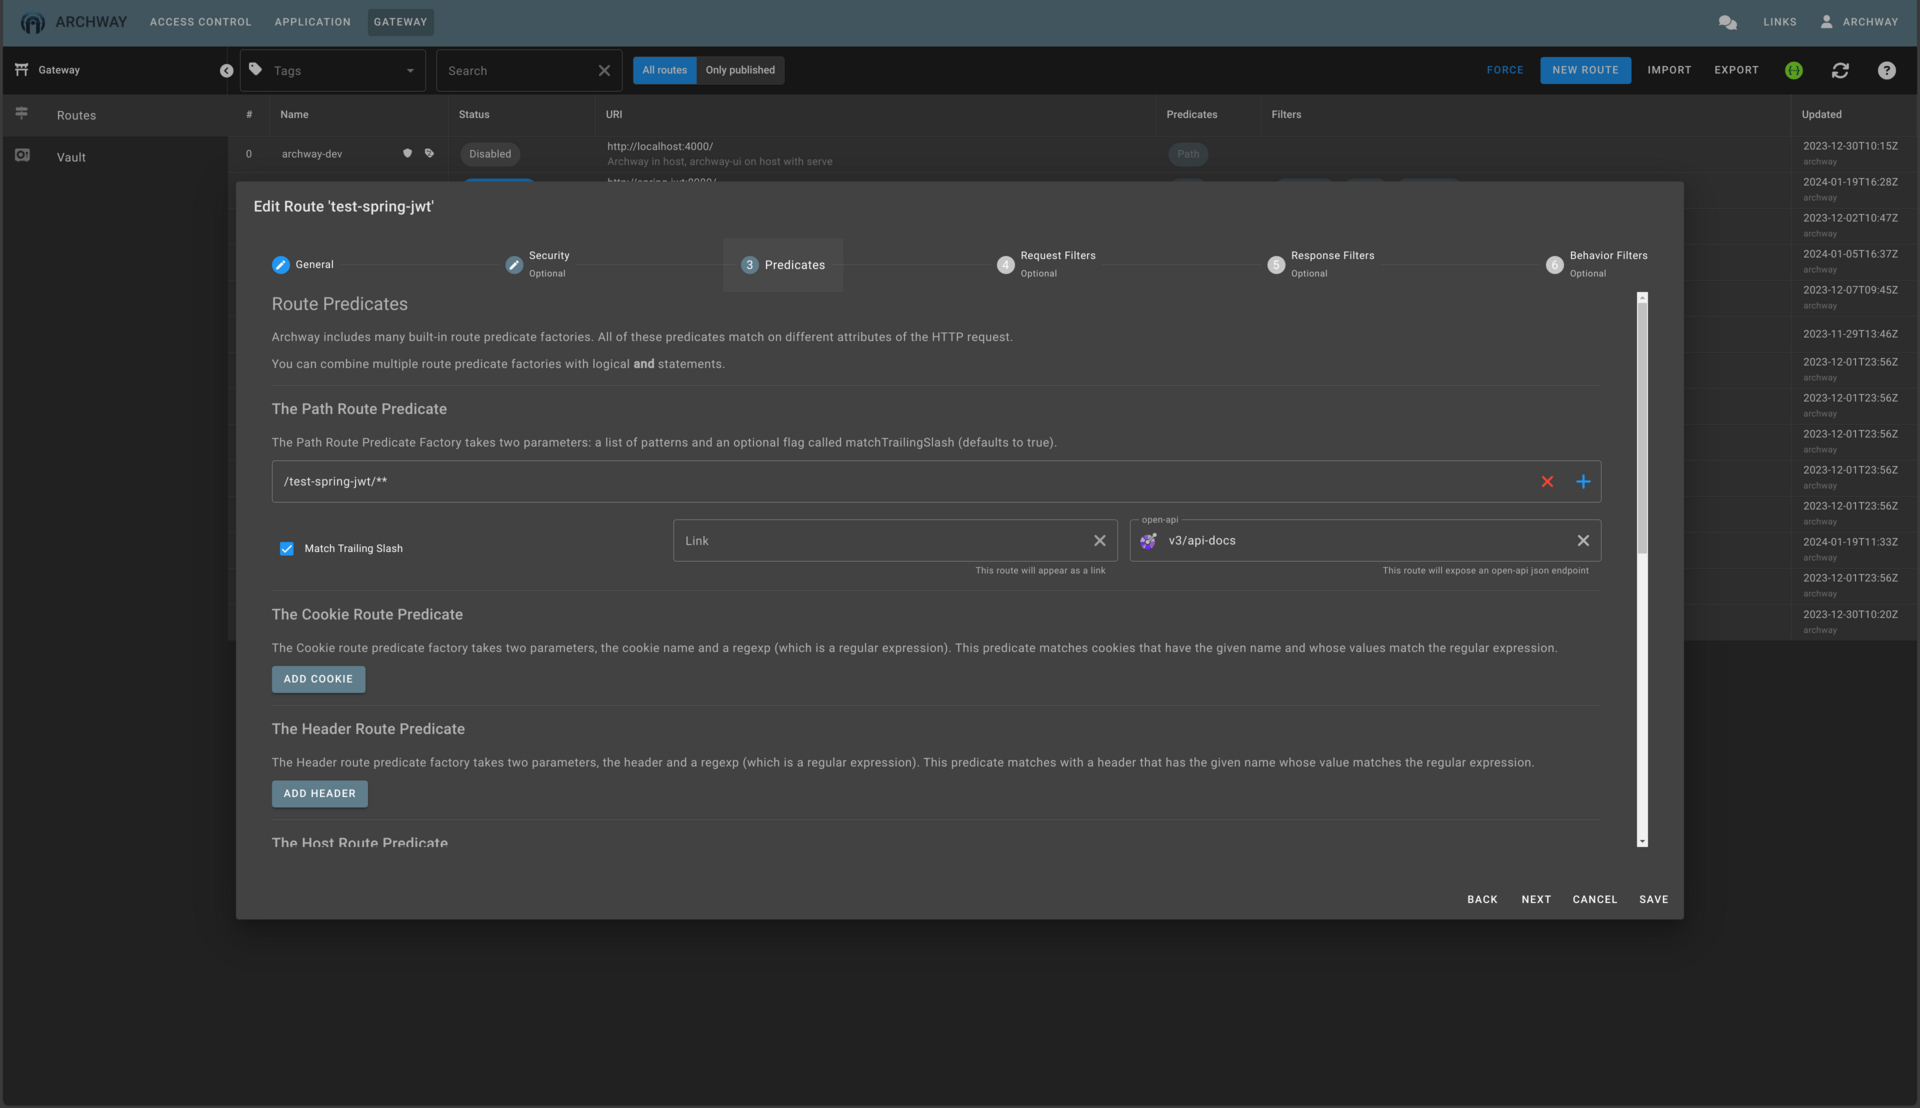 ARCHWAY ACCESS CONTROL APPLICATION GATEWAY LINKS ARCHWAY
Gateway Tags Search All routes Only published FORCE NEW ROUTE IMPORT EXPORT ?
Routes
Vault
# Name Status URI Predicates Filters Updated
0 archway-dev Disabled http://localhost:4000/ Path 2023-12-30T10:15Z
Archway in host, archway-ui on host with serve archway
2024-01-19T16:28Z
archway
2023-12-02T10:47Z
archway
2024-01-05T16:37Z
archway
2023-12-07T09:45Z
archway
2023-11-29T13:46Z
2023-12-01T23:56Z
archway
2023-12-01T23:56Z
archway
2023-12-01T23:56Z
archway
2023-12-01T23:56Z
archway
2023-12-01T23:56Z
archway
2024-01-19T11:33Z
archway
2023-12-01T23:56Z
archway
2023-12-30T10:20Z
archway
Edit Route 'test-spring-jwt'
General
Security
Optional
3 Predicates
4 Request Filters
Optional
5 Response Filters
Optional
6 Behavior Filters
Optional
Route Predicates
Archway includes many built-in route predicate factories. All of these predicates match on different attributes of the HTTP request.
You can combine multiple route predicate factories with logical and statements.
The Path Route Predicate
The Path Route Predicate Factory takes two parameters: a list of patterns and an optional flag called matchTrailingSlash (defaults to true).
/test-spring-jwt/**
Match Trailing Slash
Link
This route will appear as a link
open-api
v3/api-docs
This route will expose an open-api json endpoint
The Cookie Route Predicate
The Cookie route predicate factory takes two parameters, the cookie name and a regexp (which is a regular expression). This predicate matches cookies that have the given name and whose values match the regular expression.
ADD COOKIE
The Header Route Predicate
The Header route predicate factory takes two parameters, the header and a regexp (which is a regular expression). This predicate matches with a header that has the given name whose value matches the regular expression.
ADD HEADER
The Host Route Predicate
BACK NEXT CANCEL SAVE